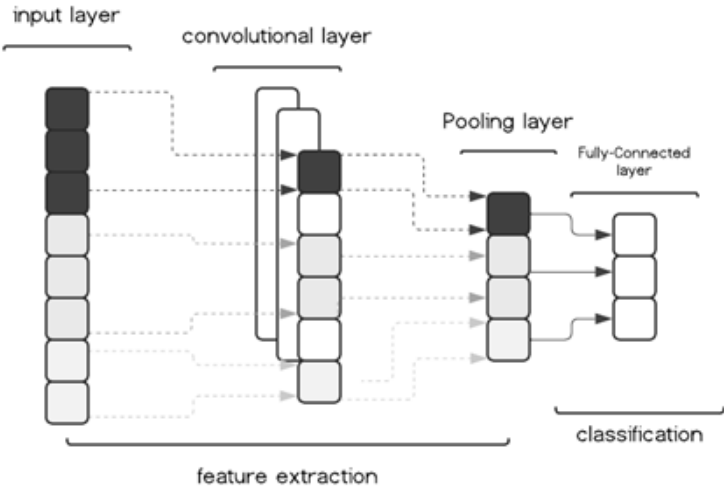 input layer
convolutional layer
Pooling layer
Fully-Connected
layer
classification
feature extraction